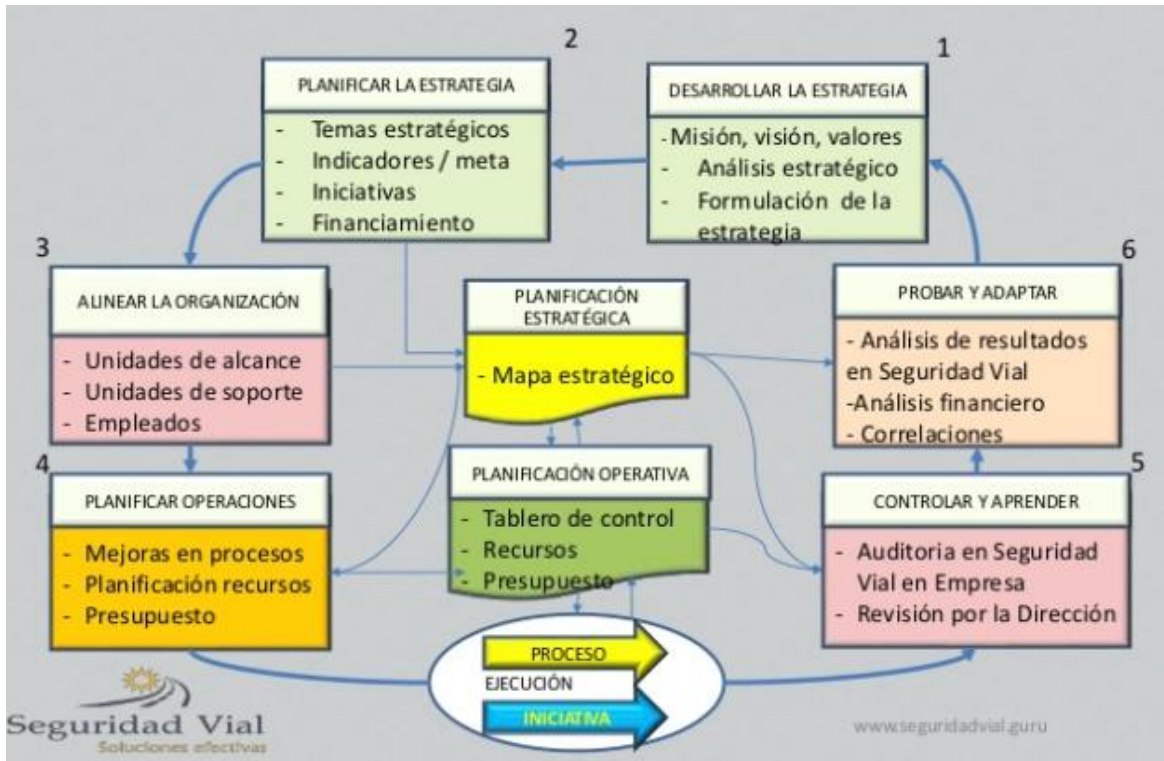 2
PLANIFICAR LA ESTRATEGIA
- Temas estratégicos
- Indicadores / meta
- Iniciativas
- Financiamiento
1
DESARROLLAR LA ESTRATEGIA
-Misión, visión, valores
- Análisis estratégico
- Formulación de la
estrategia
3
ALINEAR LA ORGANIZACIÓN
- Unidades de alcance
- Unidades de soporte
- Empleados
PLANIFICACIÓN
ESTRATÉGICA
- Mapa estratégico
6
PROBAR Y ADAPTAR
- Análisis de resultados
en Seguridad Vial
-Análisis financiero
- Correlaciones
4
PLANIFICAR OPERACIONES
- Mejoras en procesos
- Planificación recursos
- Presupuesto
PLANIFICACIÓN OPERATIVA
- Tablero de control
- Recursos
- Presupuesto
5
CONTROLAR Y APRENDER
- Auditoria en Seguridad
Vial en Empresa
- Revisión por la Dirección
PROCESO
EJECUCIÓN
INICIATIVA
Seguridad Vial
Soluciones efectivas
www.seguridadvial.guru